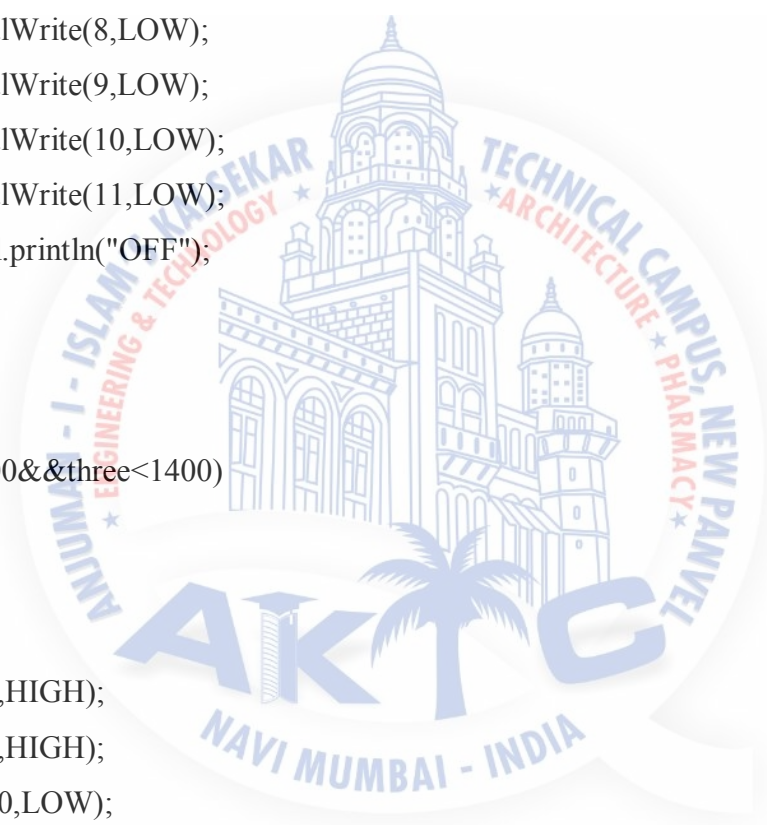 lWrite(8,LOW);
lWrite(9,LOW);
lWrite(10,LOW);
lWrite(11,LOW);
.println("OFF");
0&&three<1400)
,HIGH);
,HIGH);
0,LOW);
ANJUMAN - I - ISLAM'S KALSEKAR TECHNICAL CAMPUS, NEW PANVEL
★ ENGINEERING & TECHNOLOGY ★ ★ARCHITECTURE ★ PHARMACY ★
AKTC
NAVI MUMBAI - INDIA